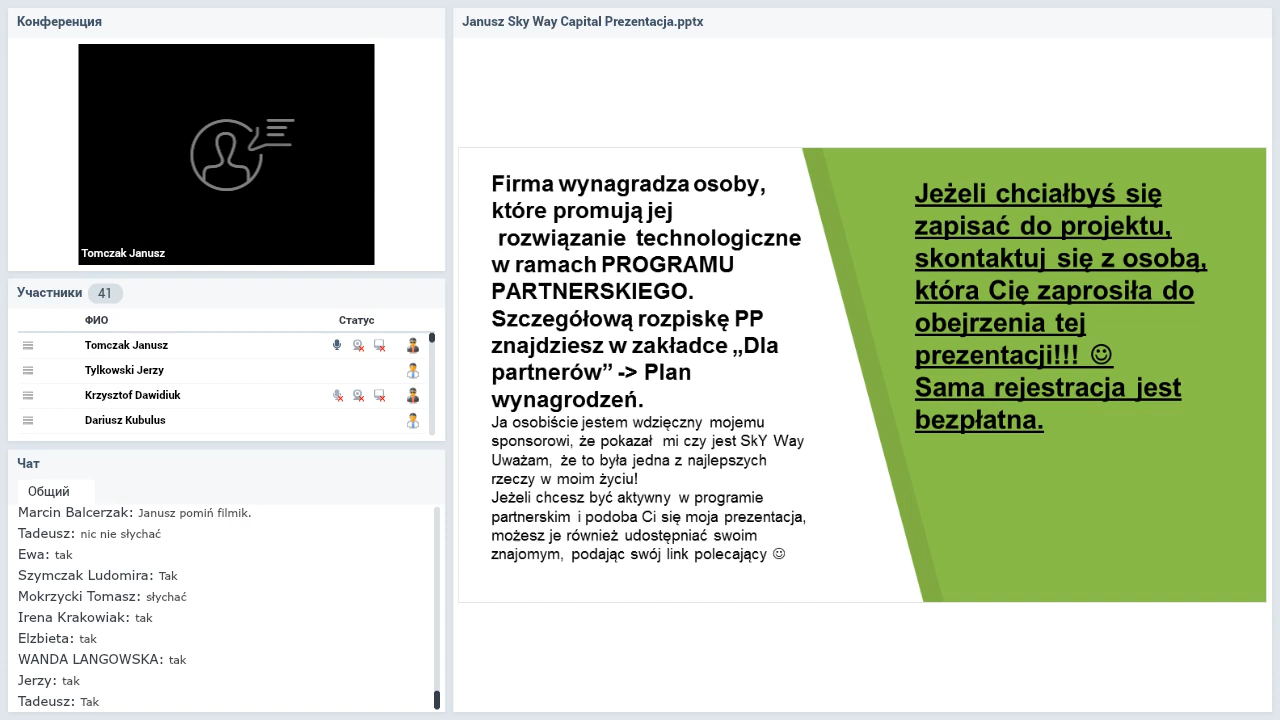 Конференция
Tomczak Janusz
Участники 41
ФИО Статус
Tomczak Janusz
Tylkowski Jerzy
Krzysztof Dawidiuk
Dariusz Kubulus
Чат
Общий
Marcin Balcerzak: Janusz pomiń filmik.
Tadeusz: nic nie słychać
Ewa: tak
Szymczak Ludomira: Tak
Mokrzycki Tomasz: słychać
Irena Krakowiak: tak
Elzbieta: tak
WANDA LANGOWSKA: tak
Jerzy: tak
Tadeusz: Tak
Janusz Sky Way Capital Prezentacja.pptx
Firma wynagradza osoby,
które promują jej
rozwiązanie technologiczne
w ramach PROGRAMU
PARTNERSKIEGO.
Szczegółową rozpiskę PP
znajdziesz w zakładce „Dla
partnerów” -> Plan
wynagrodzeń.
Ja osobiście jestem wdzięczny mojemu
sponsorowi, że pokazał mi czy jest SkY Way
Uważam, że to była jedna z najlepszych
rzeczy w moim życiu!
Jeżeli chcesz być aktywny w programie
partnerskim i podoba Ci się moja prezentacja,
możesz je również udostępniać swoim
znajomym, podając swój link polecający ☺
Jeżeli chciałbyś się
zapisać do projektu,
skontaktuj się z osobą,
która Cię zaprosiła do
obejrzenia tej
prezentacji!!! ☺
Sama rejestracja jest
bezpłatna.